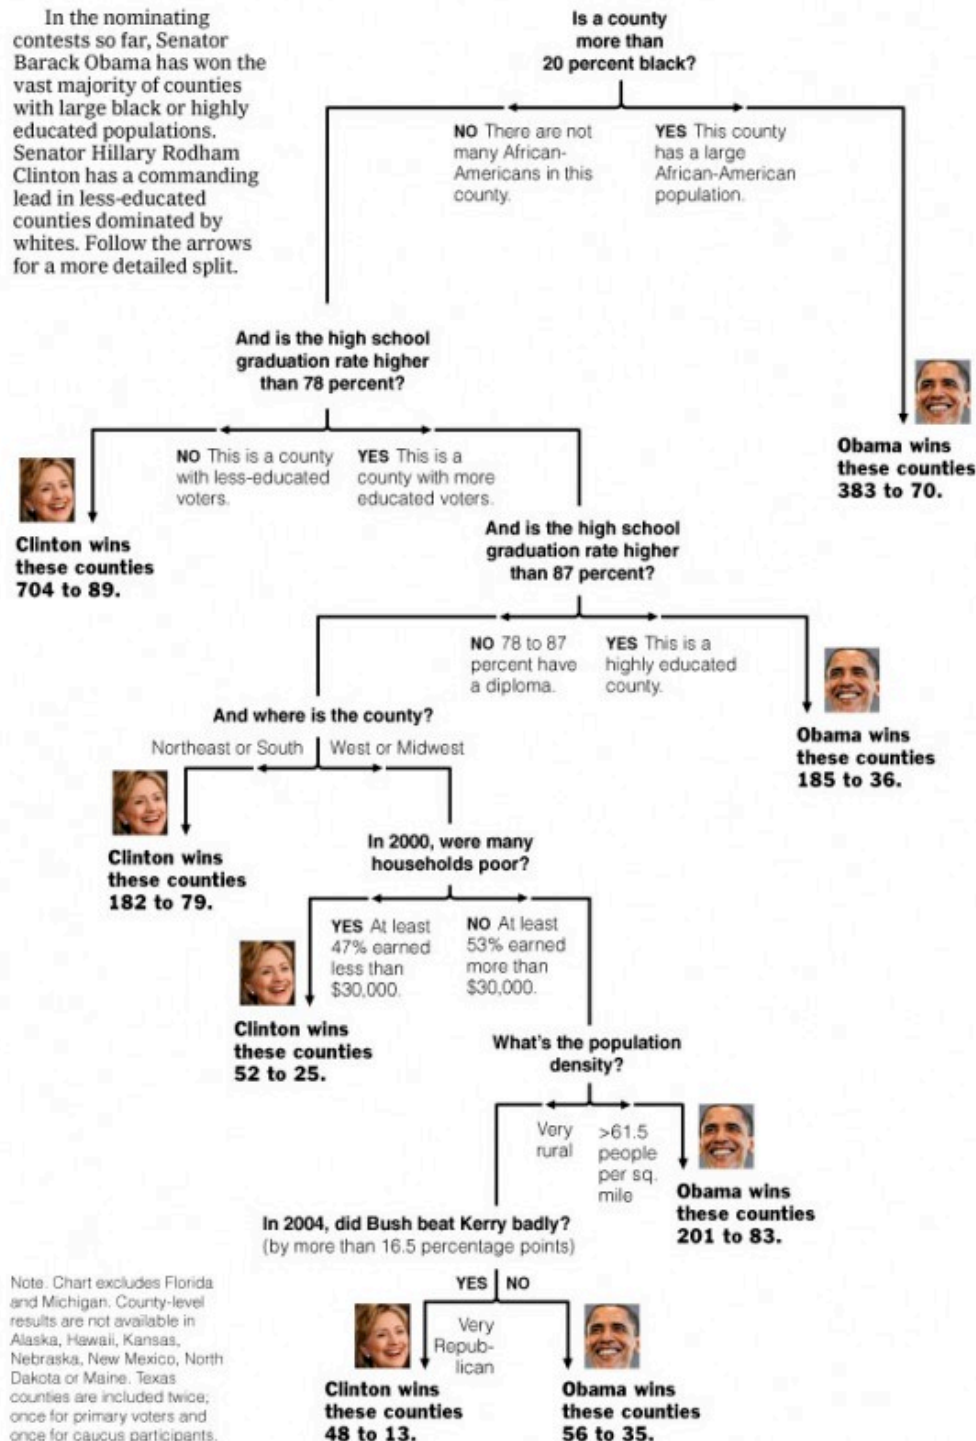 In the nominating
contests so far, Senator
Barack Obama has won the
vast majority of counties
with large black or highly
educated populations.
Senator Hillary Rodham
Clinton has a commanding
lead in less-educated
counties dominated by
whites. Follow the arrows
for a more detailed split.
Is a county
more than
20 percent black?
NO There are not
many African-
Americans in this
county.
YES This county
has a large
African-American
population.
And is the high school
graduation rate higher
than 78 percent?
Obama wins
these counties
383 to 70.
NO This is a county
with less-educated
voters.
YES This is a
county with more
educated voters.
Clinton wins
these counties
704 to 89.
And is the high school
graduation rate higher
than 87 percent?
NO 78 to 87
percent have
a diploma.
YES This is a
highly educated
county.
Obama wins
these counties
185 to 36.
And where is the county?
Northeast or South
West or Midwest
Clinton wins
these counties
182 to 79.
In 2000, were many
households poor?
YES At least
47% earned
less than
$30,000.
NO At least
53% earned
more than
$30,000.
Clinton wins
these counties
52 to 25.
What's the population
density?
Very
rural
>61.5
people
per sq.
mile
Obama wins
these counties
201 to 83.
In 2004, did Bush beat Kerry badly?
(by more than 16.5 percentage points)
YES
NO
Very
Repub-
lican
Clinton wins
these counties
48 to 13.
Obama wins
these counties
56 to 35.
Note. Chart excludes Florida
and Michigan. County-level
results are not available in
Alaska, Hawaii, Kansas,
Nebraska, New Mexico, North
Dakota or Maine. Texas
counties are included twice;
once for primary voters and
once for caucus participants.